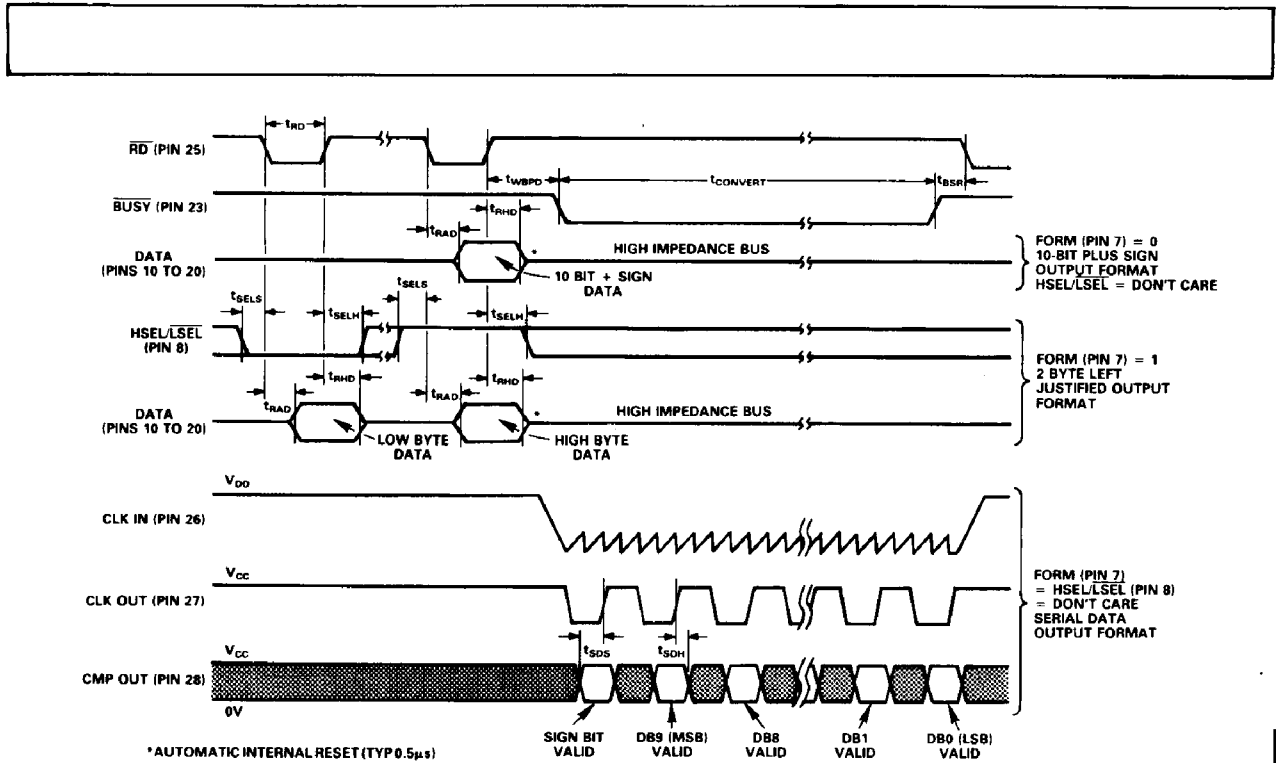 tRD
RD (PIN 25)
tWBPD
tCONVERT
tBSR
BUSY (PIN 23)
tRHD
tRAD
*
HIGH IMPEDANCE BUS
DATA
(PINS 10 TO 20)
10 BIT + SIGN
DATA
FORM (PIN 7) = 0
10-BIT PLUS SIGN
OUTPUT FORMAT
HSEL/LSEL = DON'T CARE
tSELS
tSELS
tSELH
tSELH
HSEL/LSEL
(PIN 8)
FORM (PIN 7) = 1
2 BYTE LEFT
JUSTIFIED OUTPUT
FORMAT
tRHD
tRHD
tRAD
tRAD
*
HIGH IMPEDANCE BUS
DATA
(PINS 10 TO 20)
LOW BYTE
DATA
HIGH BYTE
DATA
VDD
CLK IN (PIN 26)
VCC
CLK OUT (PIN 27)
FORM (PIN 7)
= HSEL/LSEL (PIN 8)
= DON'T CARE
SERIAL DATA
OUTPUT FORMAT
tSDS
tSDH
VCC
CMP OUT (PIN 28)
0V
SIGN BIT
VALID
DB9 (MSB)
VALID
DB8
VALID
DB1
VALID
DB0 (LSB)
VALID
*AUTOMATIC INTERNAL RESET (TYP 0.5µs)